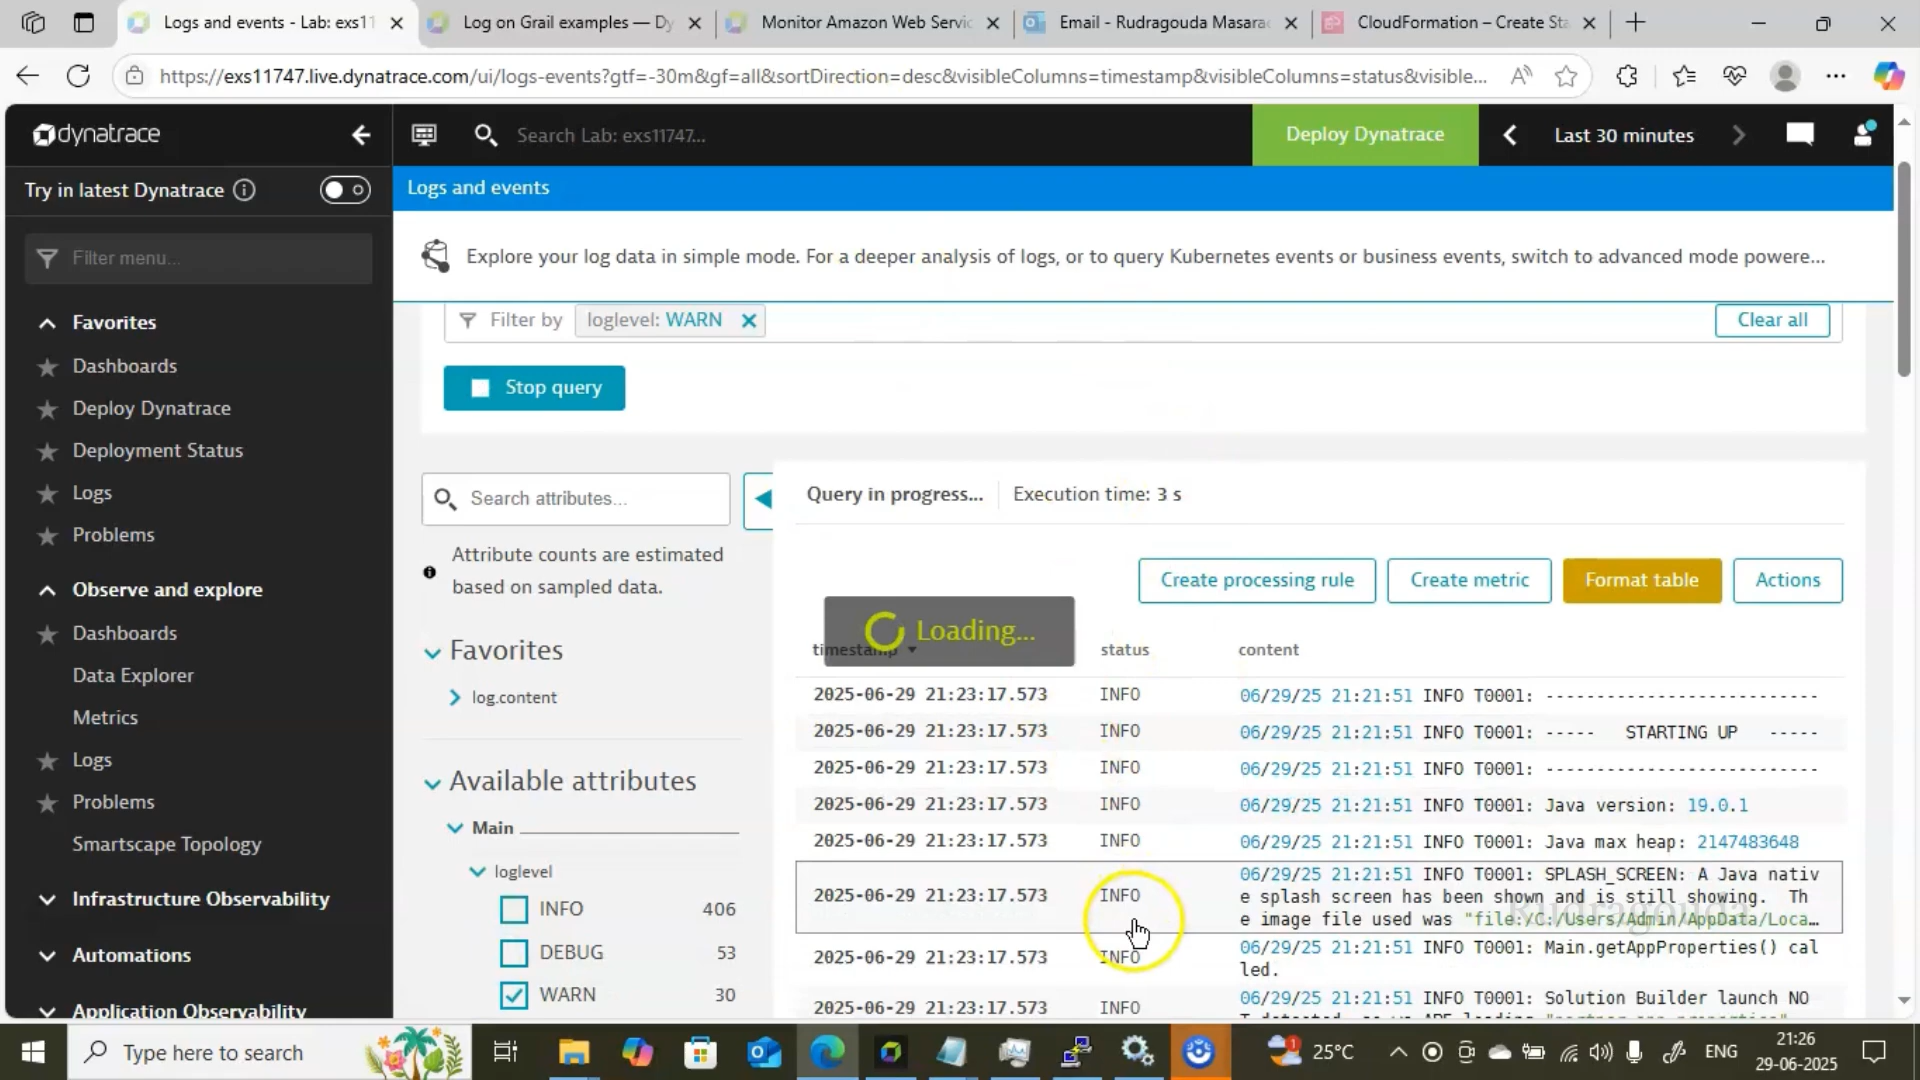 Logs and events - Lab: exs11
Log on Grail examples — Dy
Monitor Amazon Web Servic
Email - Rudragouda Masara
CloudFormation – Create Sta
https://exs11747.live.dynatrace.com/ui/logs-events?gtf=-30m&gf=all&sortDirection=desc&visibleColumns=timestamp&visibleColumns=status&visible...
dynatrace
Search Lab: exs11747...
Deploy Dynatrace
Last 30 minutes
Try in latest Dynatrace
Logs and events
Filter menu...
Explore your log data in simple mode. For a deeper analysis of logs, or to query Kubernetes events or business events, switch to advanced mode powere...
Favorites
Dashboards
Deploy Dynatrace
Deployment Status
Logs
Problems
Observe and explore
Dashboards
Data Explorer
Metrics
Logs
Problems
Smartscape Topology
Infrastructure Observability
Automations
Application Observability
Filter by
loglevel: WARN
Clear all
Stop query
Search attributes...
Attribute counts are estimated
based on sampled data.
Favorites
log.content
Available attributes
Main
loglevel
INFO 406
DEBUG 53
WARN 30
Query in progress...
Execution time: 3 s
Create processing rule
Create metric
Format table
Actions
Loading...
timestamp status content
2025-06-29 21:23:17.573 INFO 06/29/25 21:21:51 INFO T0001: ---------------------------
2025-06-29 21:23:17.573 INFO 06/29/25 21:21:51 INFO T0001: ----- STARTING UP -----
2025-06-29 21:23:17.573 INFO 06/29/25 21:21:51 INFO T0001: ---------------------------
2025-06-29 21:23:17.573 INFO 06/29/25 21:21:51 INFO T0001: Java version: 19.0.1
2025-06-29 21:23:17.573 INFO 06/29/25 21:21:51 INFO T0001: Java max heap: 2147483648
2025-06-29 21:23:17.573 INFO 06/29/25 21:21:51 INFO T0001: SPLASH_SCREEN: A Java nativ
e splash screen has been shown and is still showing. Th
e image file used was "file:/C:/Users/Admin/AppData/Loca...
2025-06-29 21:23:17.573 INFO 06/29/25 21:21:51 INFO T0001: Main.getAppProperties() cal
led.
2025-06-29 21:23:17.573 INFO 06/29/25 21:21:51 INFO T0001: Solution Builder launch NO
Rudragouda
Type here to search
25°C
ENG
21:26
29-06-2025